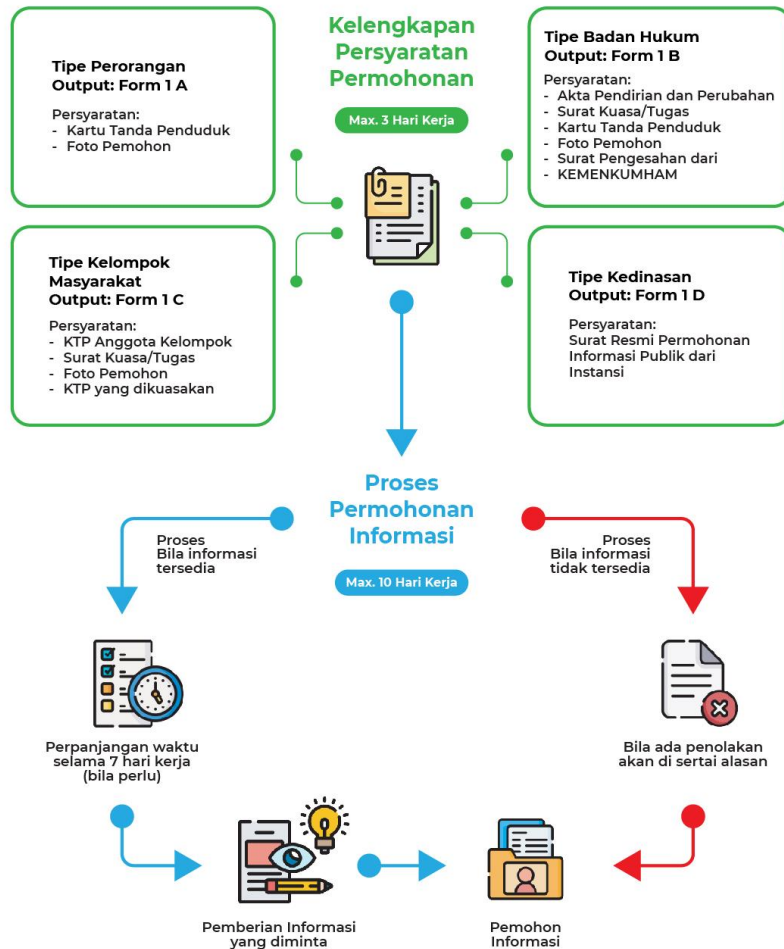 Kelengkapan
Persyaratan
Permohonan
Max. 3 Hari Kerja
Tipe Perorangan
Output: Form 1 A
Persyaratan:
- Kartu Tanda Penduduk
- Foto Pemohon
Tipe Badan Hukum
Output: Form 1 B
Persyaratan:
- Akta Pendirian dan Perubahan
- Surat Kuasa/Tugas
- Kartu Tanda Penduduk
- Foto Pemohon
- Surat Pengesahan dari
- KEMENKUMHAM
Tipe Kelompok
Masyarakat
Output: Form 1 C
Persyaratan:
- KTP Anggota Kelompok
- Surat Kuasa/Tugas
- Foto Pemohon
- KTP yang dikuasakan
Tipe Kedinasan
Output: Form 1 D
Persyaratan:
Surat Resmi Permohonan
Informasi Publik dari
Instansi
Proses
Permohonan
Informasi
Max. 10 Hari Kerja
Proses
Bila informasi
tersedia
Proses
Bila informasi
tidak tersedia
Perpanjangan waktu
selama 7 hari kerja
(bila perlu)
Bila ada penolakan
akan di sertai alasan
Pemberian Informasi
yang diminta
Pemohon
Informasi